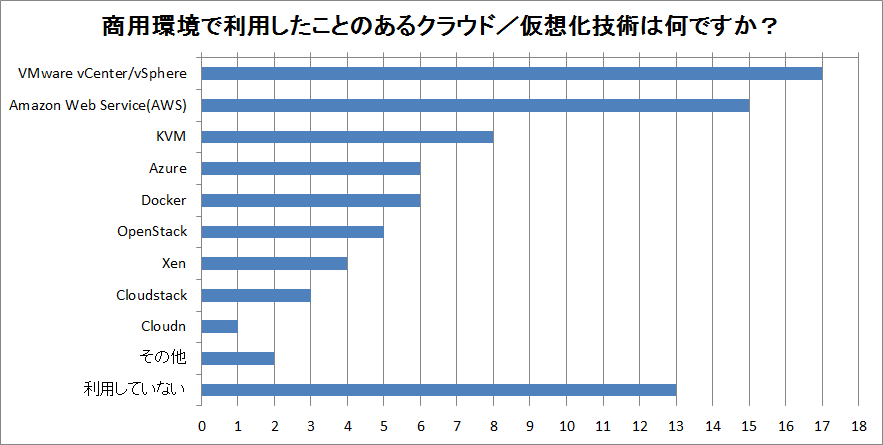 商用環境で利用したことのあるクラウド／仮想化技術は何ですか？
VMware vCenter/vSphere
Amazon Web Service(AWS)
KVM
Azure
Docker
OpenStack
Xen
Cloudstack
Cloudn
その他
利用していない
0 1 2 3 4 5 6 7 8 9 10 11 12 13 14 15 16 17 18